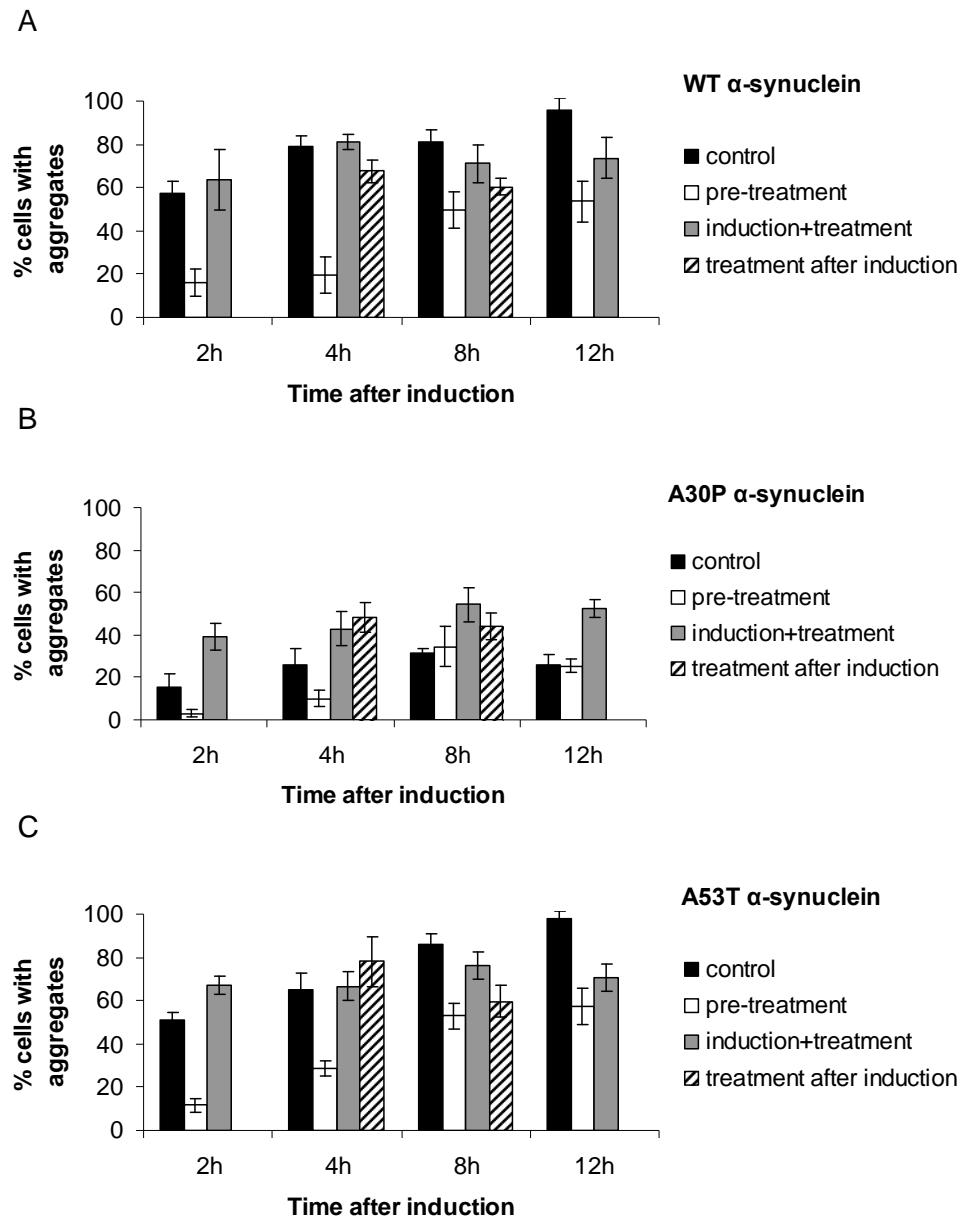 A
WT α-synuclein
% cells with
aggregates
100
80
60
40
20
0
control
pre-treatment
induction+treatment
treatment after induction
2h 4h 8h 12h
Time after induction
B
A30P α-synuclein
% cells with
aggregates
100
80
60
40
20
0
control
pre-treatment
induction+treatment
treatment after induction
2h 4h 8h 12h
Time after induction
C
A53T α-synuclein
% cells with
aggregates
100
80
60
40
20
0
control
pre-treatment
induction+treatment
treatment after induction
2h 4h 8h 12h
Time after induction